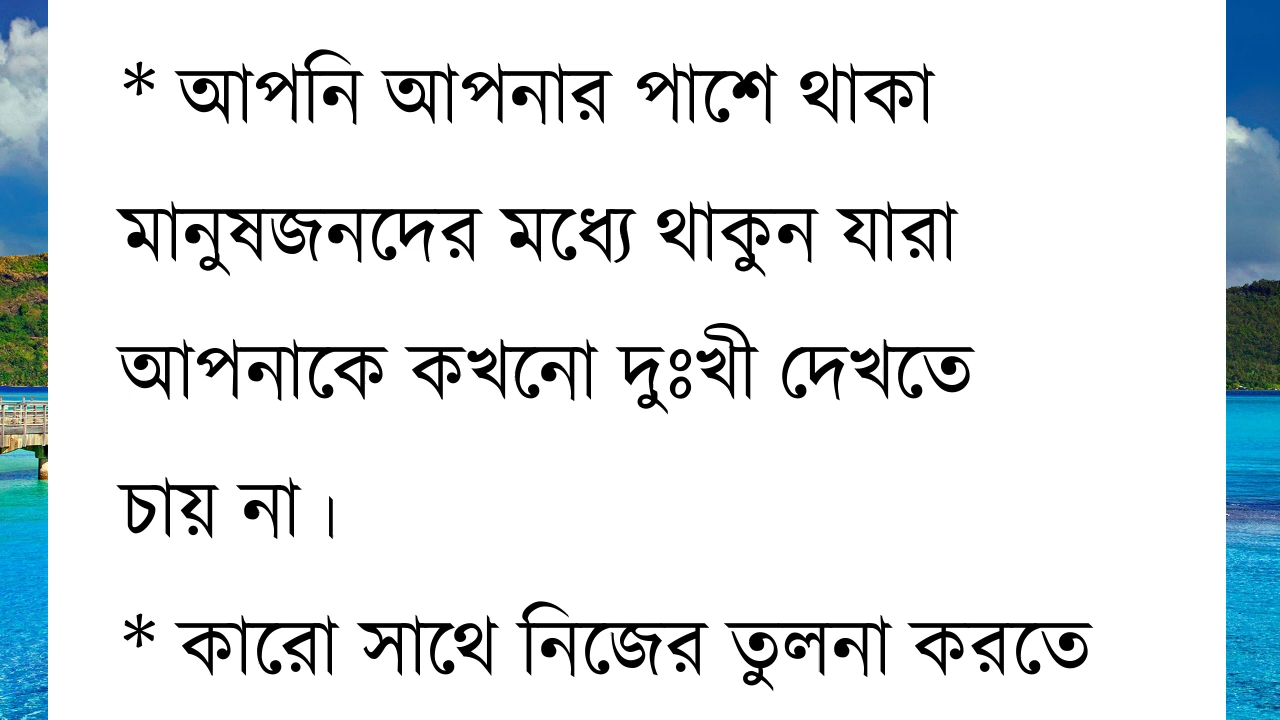 * আপনি আপনার পাশে থাকা
মানুষজনদের মধ্যে থাকুন যারা
আপনাকে কখনো দুঃখী দেখতে
চায় না।
* কারো সাথে নিজের তুলনা করতে